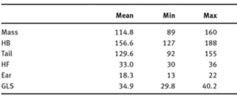 Mean Min Max
Mass 114.8 89 160
HB 156.6 127 188
Tail 129.6 92 155
HF 33.0 30 36
Ear 18.3 13 22
GLS 34.9 29.8 40.2